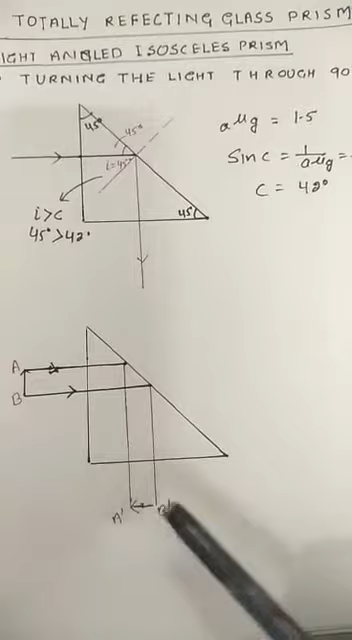 TOTALLY REFECTING GLASS PRISM
IGHT ANGLED ISOSCELES PRISM
TURNING THE LIGHT THROUGH 90
45°
45°
i=45°
45°
i>c
45°>42°
aμg = 1.5
Sin c = 1/aμg =
C = 42°
A
B
A'
B'